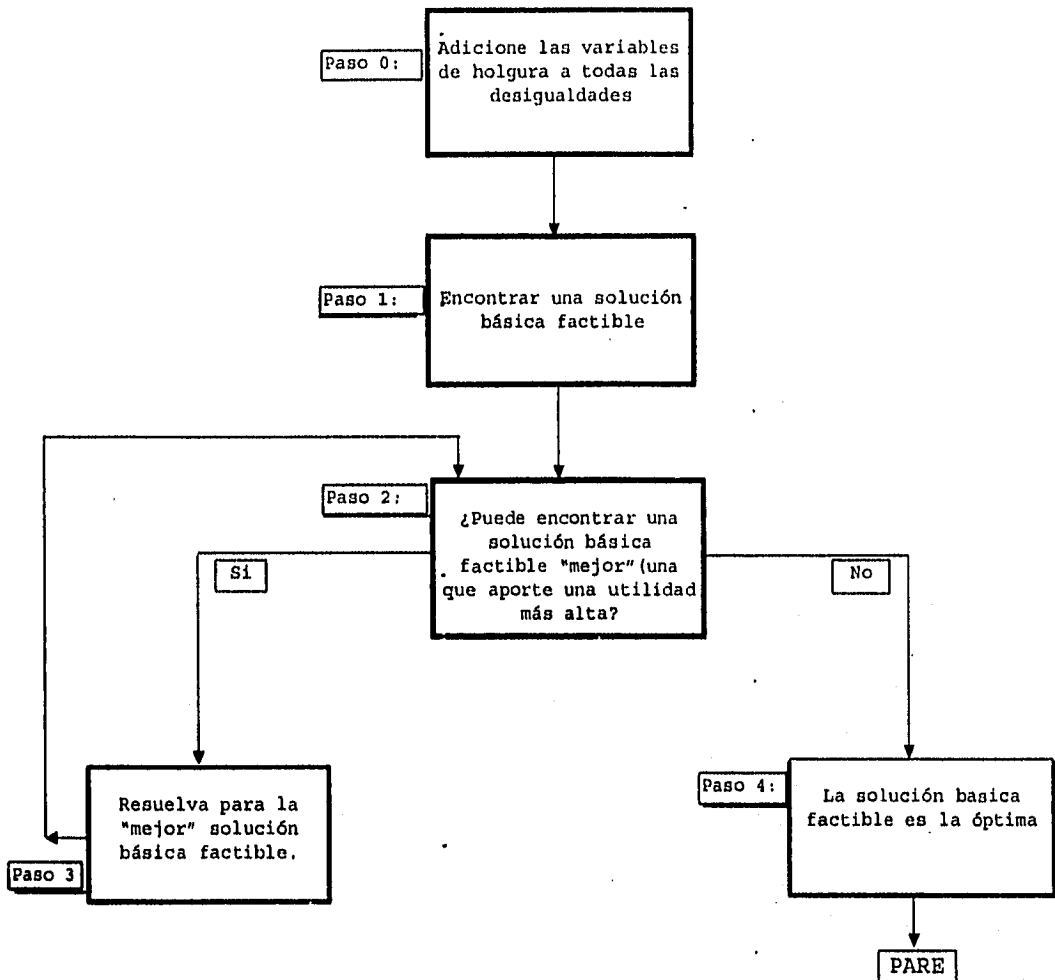 Paso 0:
Adicione las variables
de holgura a todas las
desigualdades
Paso 1:
Encontrar una solución
básica factible
Paso 2:
¿Puede encontrar una
solución básica
factible "mejor"(una
que aporte una utilidad
más alta?
Si
No
Paso 3
Resuelva para la
"mejor" solución
básica factible.
Paso 4:
La solución basica
factible es la óptima
PARE